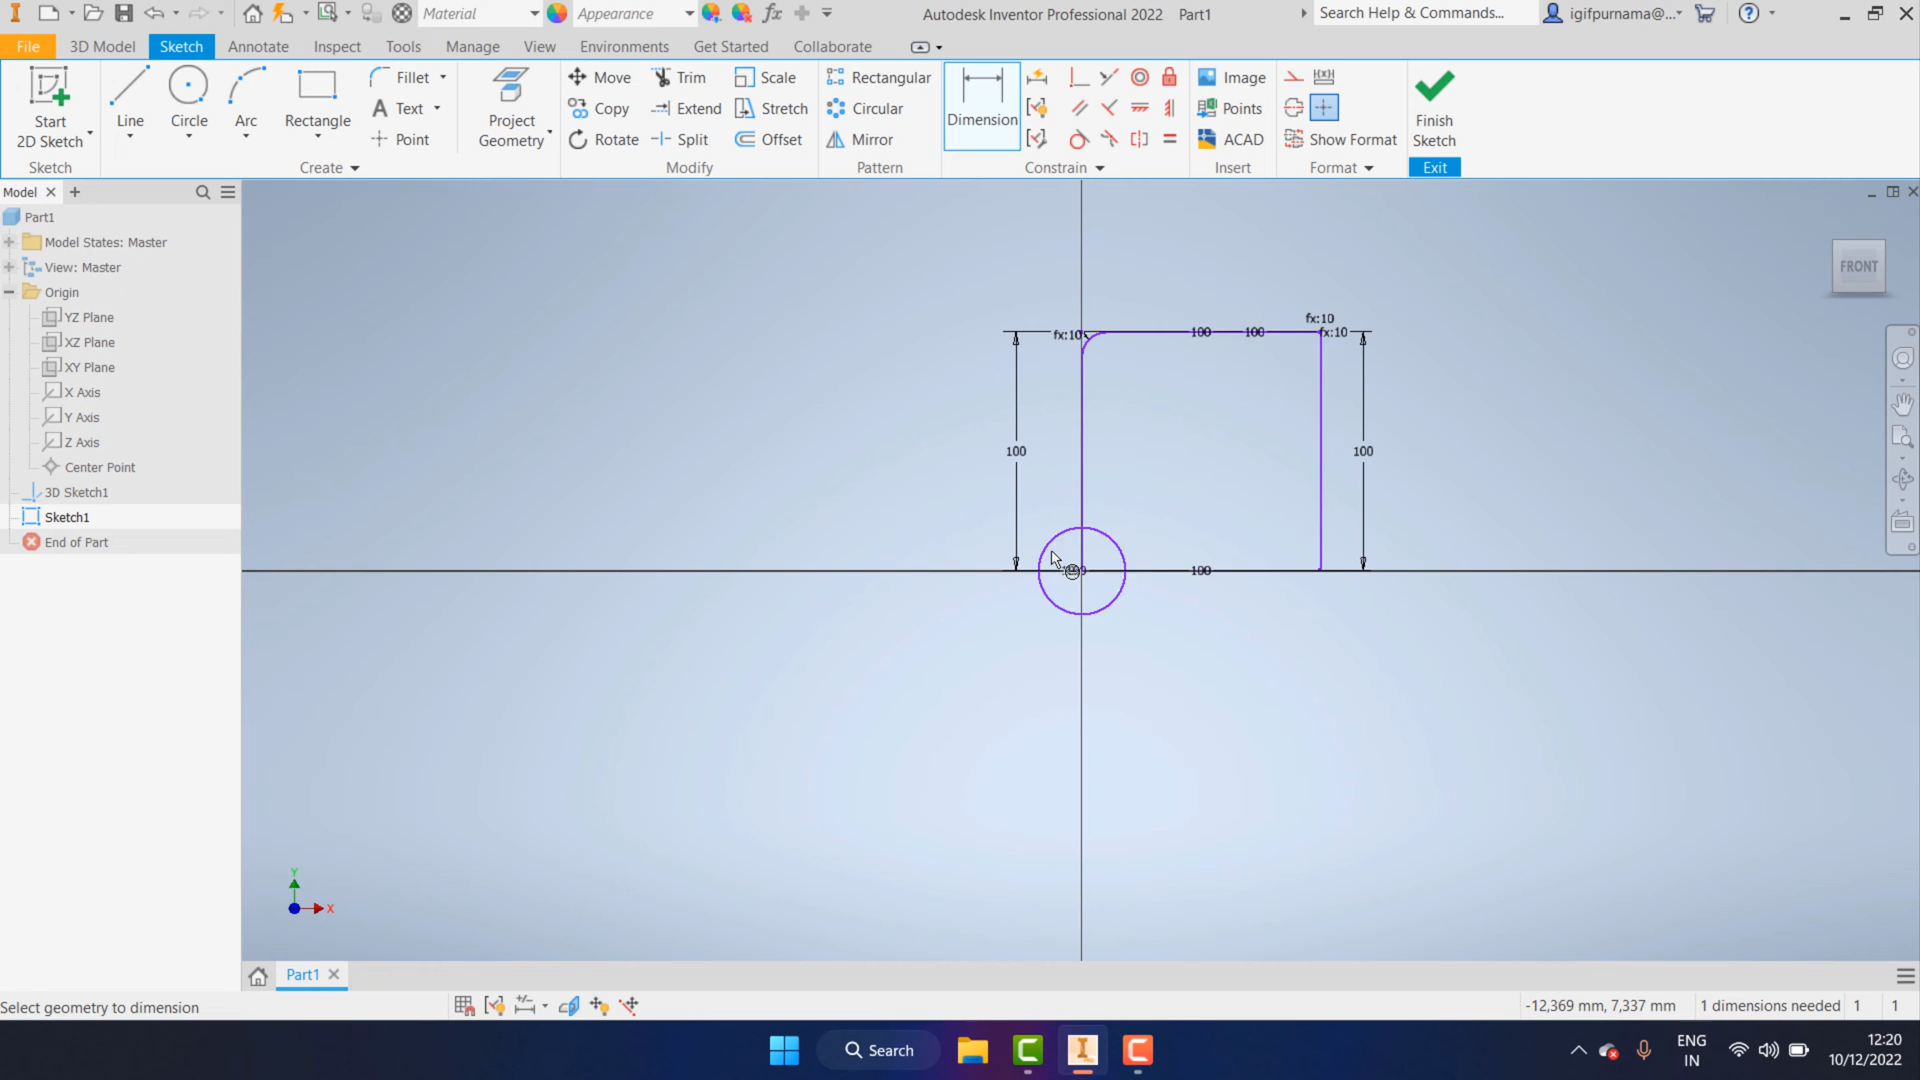 Material
Appearance
fx
Autodesk Inventor Professional 2022 Part1
Search Help & Commands...
igifpurnama@...
File
3D Model
Sketch
Annotate
Inspect
Tools
Manage
View
Environments
Get Started
Collaborate
Start
2D Sketch
Line
Circle
Arc
Rectangle
Fillet
Text
Point
Project
Geometry
Move
Copy
Rotate
Trim
Extend
Split
Scale
Stretch
Offset
Rectangular
Circular
Mirror
Dimension
Image
Points
ACAD
Show Format
Finish
Sketch
Sketch
Create
Modify
Pattern
Constrain
Insert
Format
Exit
Model
Part1
Model States: Master
View: Master
Origin
YZ Plane
XZ Plane
XY Plane
X Axis
Y Axis
Z Axis
Center Point
3D Sketch1
Sketch1
End of Part
FRONT
fx:10
fx:10
100
100
fx:10
100
100
100
Y
X
Part1
Select geometry to dimension
-12,369 mm, 7,337 mm
1 dimensions needed
1
1
Search
ENG
IN
12:20
10/12/2022